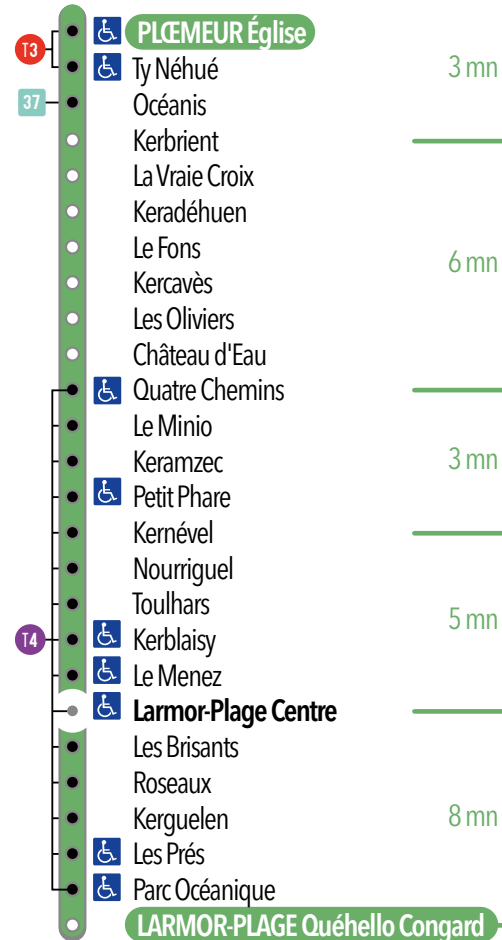 PLŒMEUR Église
T3
Ty Néhué
3 mn
37
Océanis
Kerbrient
La Vraie Croix
Keradéhuen
Le Fons
6 mn
Kercavès
Les Oliviers
Château d'Eau
Quatre Chemins
Le Minio
Keramzec
3 mn
Petit Phare
Kernével
Nourriguel
Toulhars
5 mn
T4
Kerblaisy
Le Menez
Larmor-Plage Centre
Les Brisants
Roseaux
Kerguelen
8 mn
Les Prés
Parc Océanique
LARMOR-PLAGE Quéhello Congard